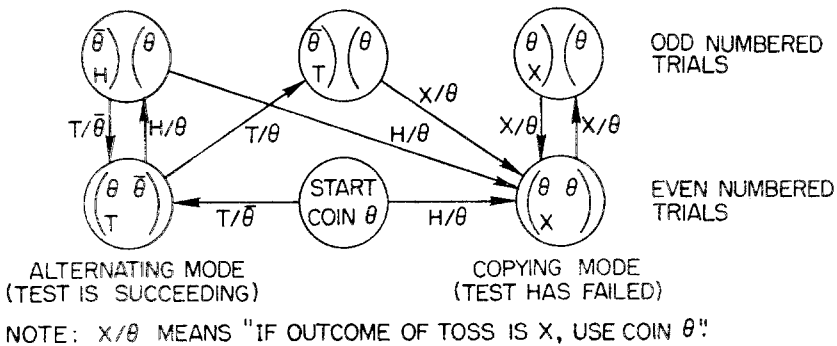 θ̄ θ
H
θ̄ θ
T
θ θ
X
ODD NUMBERED
TRIALS
T/θ̄
H/θ
T/θ
X/θ
H/θ
X/θ
X/θ
θ θ̄
T
START
COIN θ
θ θ
X
EVEN NUMBERED
TRIALS
T/θ̄
H/θ
ALTERNATING MODE
(TEST IS SUCCEEDING)
COPYING MODE
(TEST HAS FAILED)
NOTE: X/θ MEANS "IF OUTCOME OF TOSS IS X, USE COIN θ".